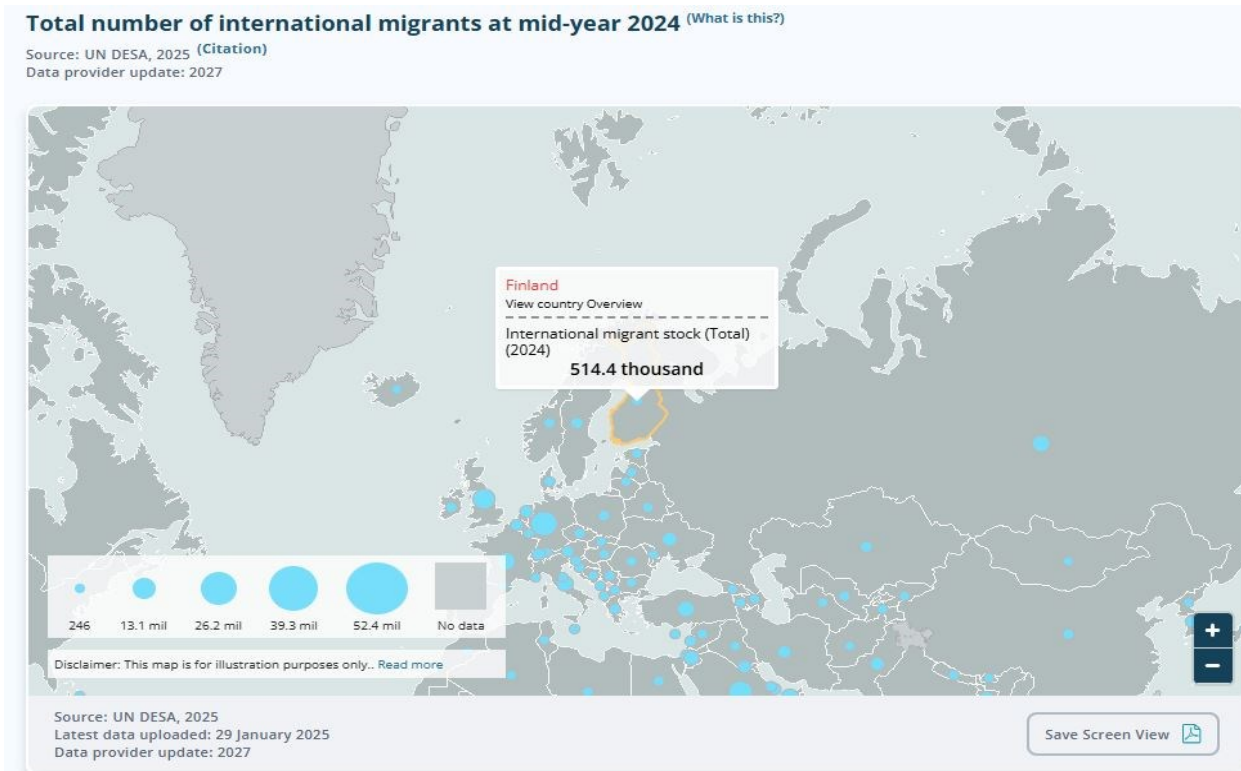 Total number of international migrants at mid-year 2024 (What is this?)
Source: UN DESA, 2025 (Citation)
Data provider update: 2027
Finland
View country Overview
International migrant stock (Total)
(2024)
514.4 thousand
246 13.1 mil 26.2 mil 39.3 mil 52.4 mil No data
Disclaimer: This map is for illustration purposes only.. Read more
+
−
Source: UN DESA, 2025
Latest data uploaded: 29 January 2025
Data provider update: 2027
Save Screen View